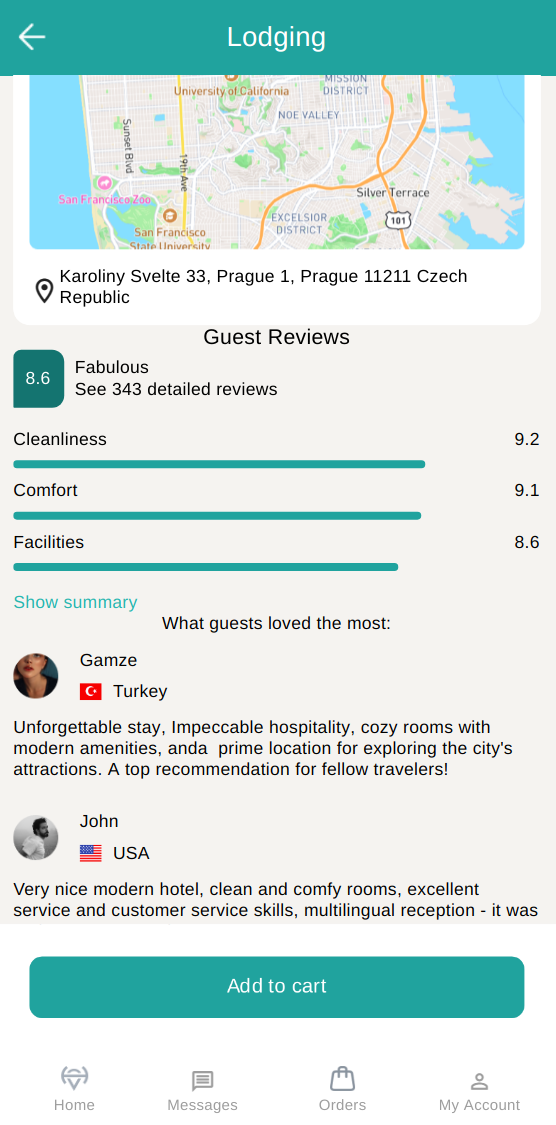 Lodging
MISSION
DISTRICT
University of California
NOE VALLEY
Sunset Blvd
19th Ave
San Francisco Zoo
Silver Terrace
101
San Francisco
State University
EXCELSIOR
DISTRICT
Karoliny Svelte 33, Prague 1, Prague 11211 Czech
Republic
Guest Reviews
8.6
Fabulous
See 343 detailed reviews
Cleanliness 9.2
Comfort 9.1
Facilities 8.6
Show summary
What guests loved the most:
Gamze
Turkey
Unforgettable stay, Impeccable hospitality, cozy rooms with
modern amenities, anda  prime location for exploring the city's
attractions. A top recommendation for fellow travelers!
John
USA
Very nice modern hotel, clean and comfy rooms, excellent
service and customer service skills, multilingual reception - it was
Add to cart
Home Messages Orders My Account